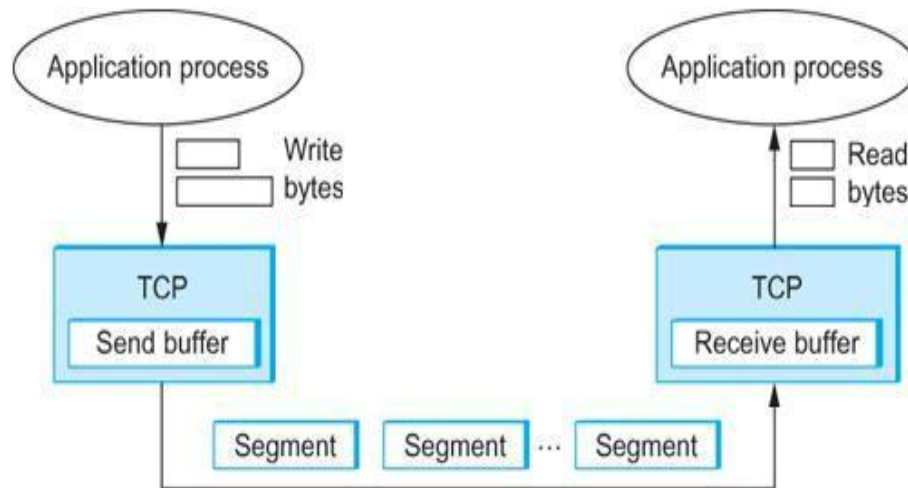 Application process
Application process
Write
bytes
Read
bytes
TCP
Send buffer
TCP
Receive buffer
Segment
Segment
...
Segment